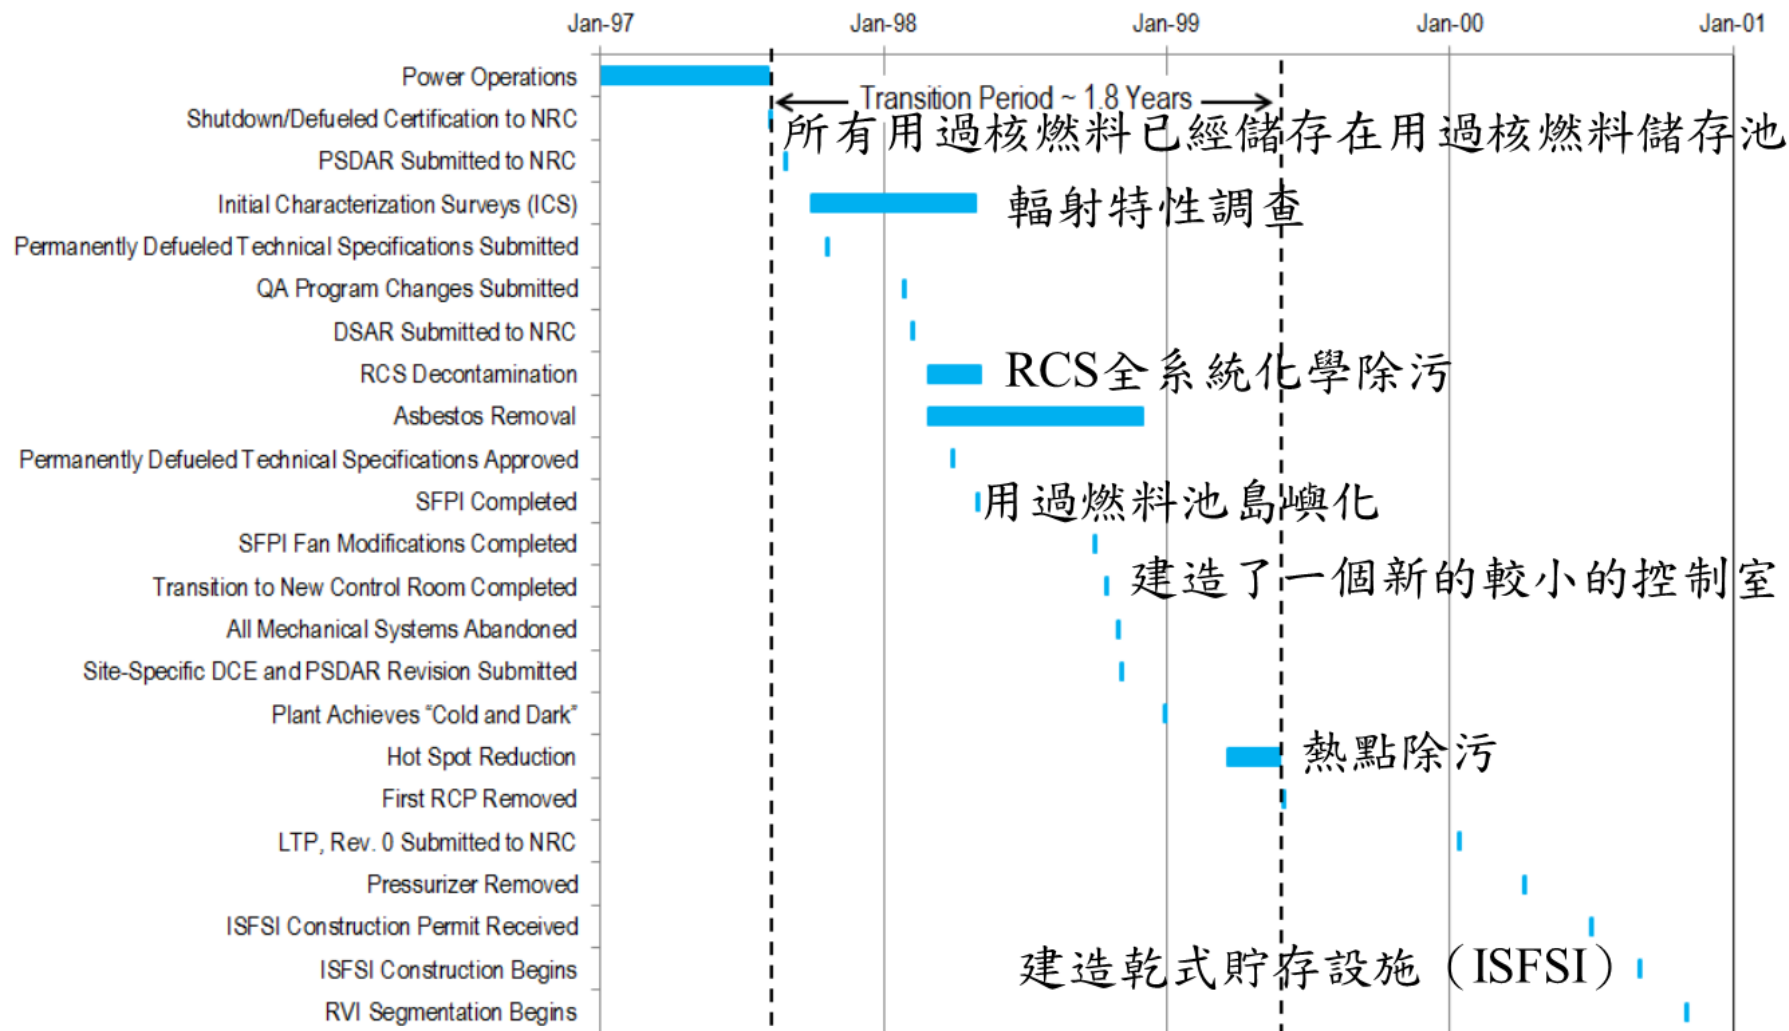 Jan-97 Jan-98 Jan-99 Jan-00 Jan-01
Power Operations
Transition Period ~ 1.8 Years
Shutdown/Defueled Certification to NRC
所有用過核燃料已經儲存在用過核燃料儲存池
PSDAR Submitted to NRC
Initial Characterization Surveys (ICS)
輻射特性調查
Permanently Defueled Technical Specifications Submitted
QA Program Changes Submitted
DSAR Submitted to NRC
RCS Decontamination
RCS全系統化學除污
Asbestos Removal
Permanently Defueled Technical Specifications Approved
SFPI Completed
用過燃料池島嶼化
SFPI Fan Modifications Completed
Transition to New Control Room Completed
建造了一個新的較小的控制室
All Mechanical Systems Abandoned
Site-Specific DCE and PSDAR Revision Submitted
Plant Achieves "Cold and Dark"
Hot Spot Reduction
熱點除污
First RCP Removed
LTP, Rev. 0 Submitted to NRC
Pressurizer Removed
ISFSI Construction Permit Received
ISFSI Construction Begins
建造乾式貯存設施（ISFSI）
RVI Segmentation Begins